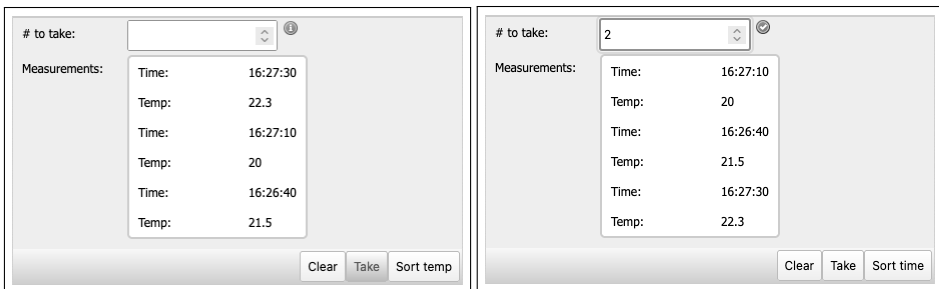 # to take:
Measurements:
Time: 16:27:30
Temp: 22.3
Time: 16:27:10
Temp: 20
Time: 16:26:40
Temp: 21.5
Clear Take Sort temp
# to take: 2
Measurements:
Time: 16:27:10
Temp: 20
Time: 16:26:40
Temp: 21.5
Time: 16:27:30
Temp: 22.3
Clear Take Sort time